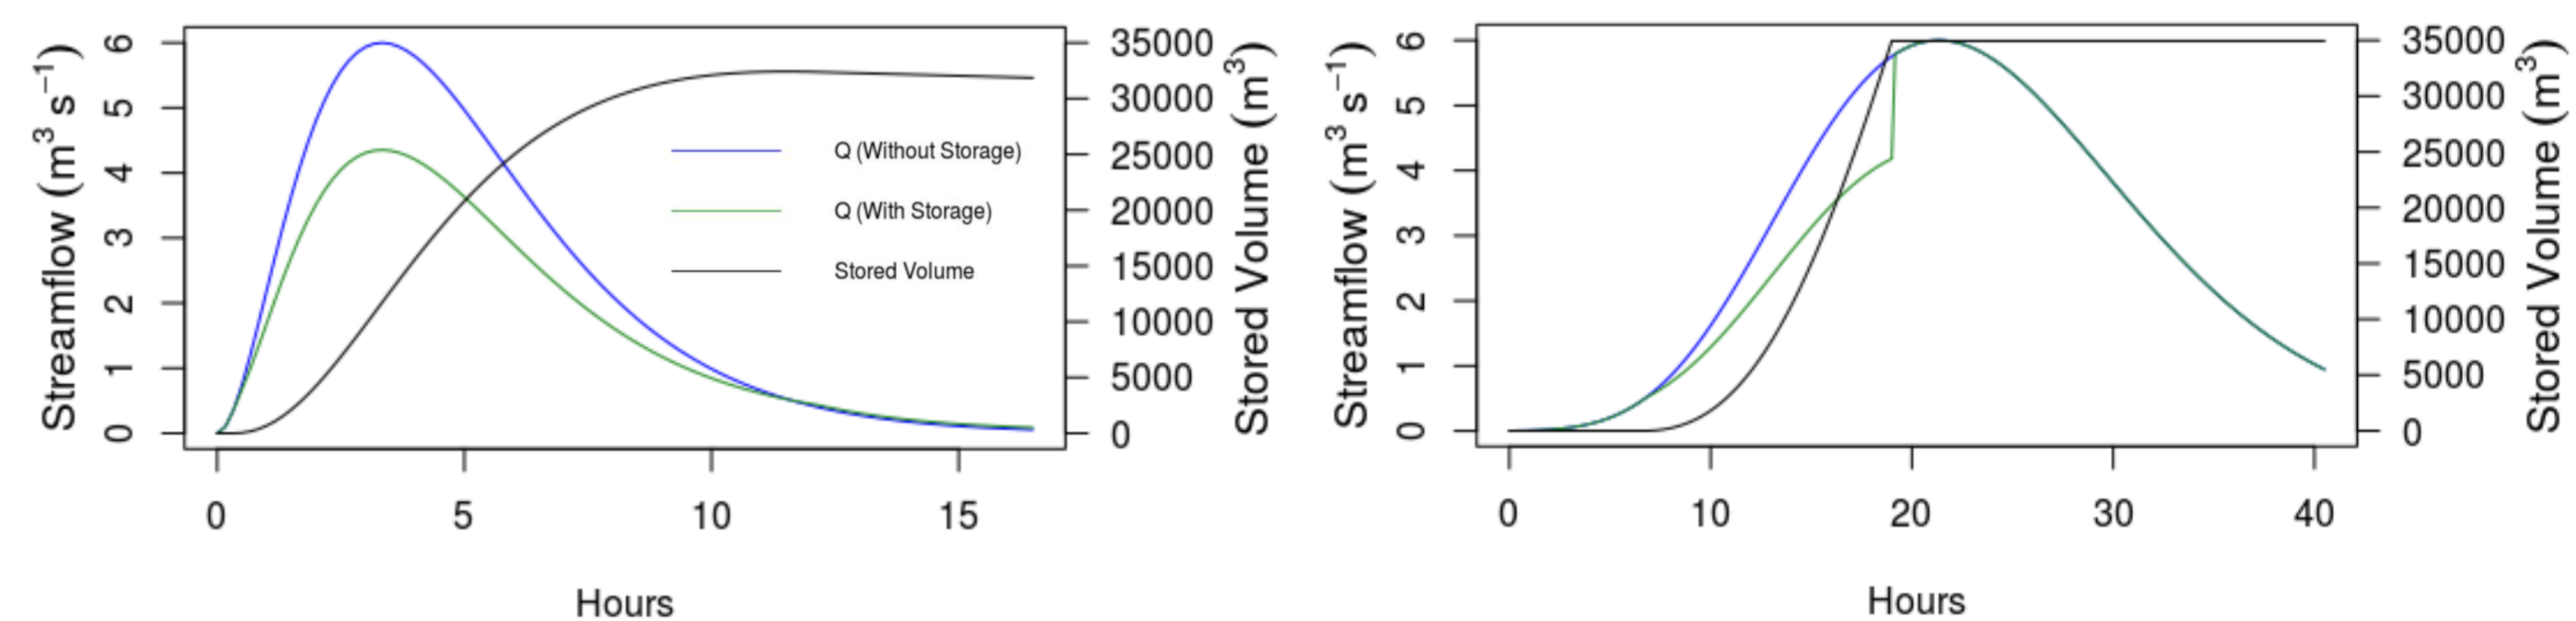 Streamflow (m³ s⁻¹)
6
5
4
3
2
1
0
Q (Without Storage)
Q (With Storage)
Stored Volume
35000
30000
25000
20000
15000
10000
5000
0
Stored Volume (m³)
0 5 10 15
Hours
Streamflow (m³ s⁻¹)
6
5
4
3
2
1
0
35000
30000
25000
20000
15000
10000
5000
0
Stored Volume (m³)
0 10 20 30 40
Hours